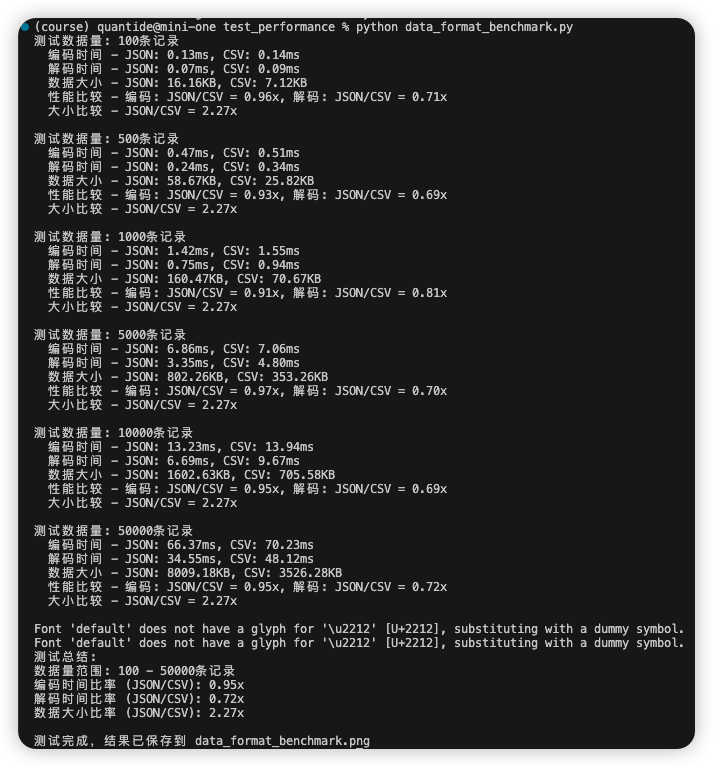 (course) quantide@mini-one test_performance % python data_format_benchmark.py
测试数据量: 100条记录
编码时间 - JSON: 0.13ms, CSV: 0.14ms
解码时间 - JSON: 0.07ms, CSV: 0.09ms
数据大小 - JSON: 16.16KB, CSV: 7.12KB
性能比较 - 编码: JSON/CSV = 0.96x, 解码: JSON/CSV = 0.71x
大小比较 - JSON/CSV = 2.27x
测试数据量: 500条记录
编码时间 - JSON: 0.47ms, CSV: 0.51ms
解码时间 - JSON: 0.24ms, CSV: 0.34ms
数据大小 - JSON: 58.67KB, CSV: 25.82KB
性能比较 - 编码: JSON/CSV = 0.93x, 解码: JSON/CSV = 0.69x
大小比较 - JSON/CSV = 2.27x
测试数据量: 1000条记录
编码时间 - JSON: 1.42ms, CSV: 1.55ms
解码时间 - JSON: 0.75ms, CSV: 0.94ms
数据大小 - JSON: 160.47KB, CSV: 70.67KB
性能比较 - 编码: JSON/CSV = 0.91x, 解码: JSON/CSV = 0.81x
大小比较 - JSON/CSV = 2.27x
测试数据量: 5000条记录
编码时间 - JSON: 6.86ms, CSV: 7.06ms
解码时间 - JSON: 3.35ms, CSV: 4.80ms
数据大小 - JSON: 802.26KB, CSV: 353.26KB
性能比较 - 编码: JSON/CSV = 0.97x, 解码: JSON/CSV = 0.70x
大小比较 - JSON/CSV = 2.27x
测试数据量: 10000条记录
编码时间 - JSON: 13.23ms, CSV: 13.94ms
解码时间 - JSON: 6.69ms, CSV: 9.67ms
数据大小 - JSON: 1602.63KB, CSV: 705.58KB
性能比较 - 编码: JSON/CSV = 0.95x, 解码: JSON/CSV = 0.69x
大小比较 - JSON/CSV = 2.27x
测试数据量: 50000条记录
编码时间 - JSON: 66.37ms, CSV: 70.23ms
解码时间 - JSON: 34.55ms, CSV: 48.12ms
数据大小 - JSON: 8009.18KB, CSV: 3526.28KB
性能比较 - 编码: JSON/CSV = 0.95x, 解码: JSON/CSV = 0.72x
大小比较 - JSON/CSV = 2.27x
Font 'default' does not have a glyph for '\u2212' [U+2212], substituting with a dummy symbol.
Font 'default' does not have a glyph for '\u2212' [U+2212], substituting with a dummy symbol.
测试总结:
数据量范围: 100 - 50000条记录
编码时间比率 (JSON/CSV): 0.95x
解码时间比率 (JSON/CSV): 0.72x
数据大小比率 (JSON/CSV): 2.27x
测试完成, 结果已保存到 data_format_benchmark.png